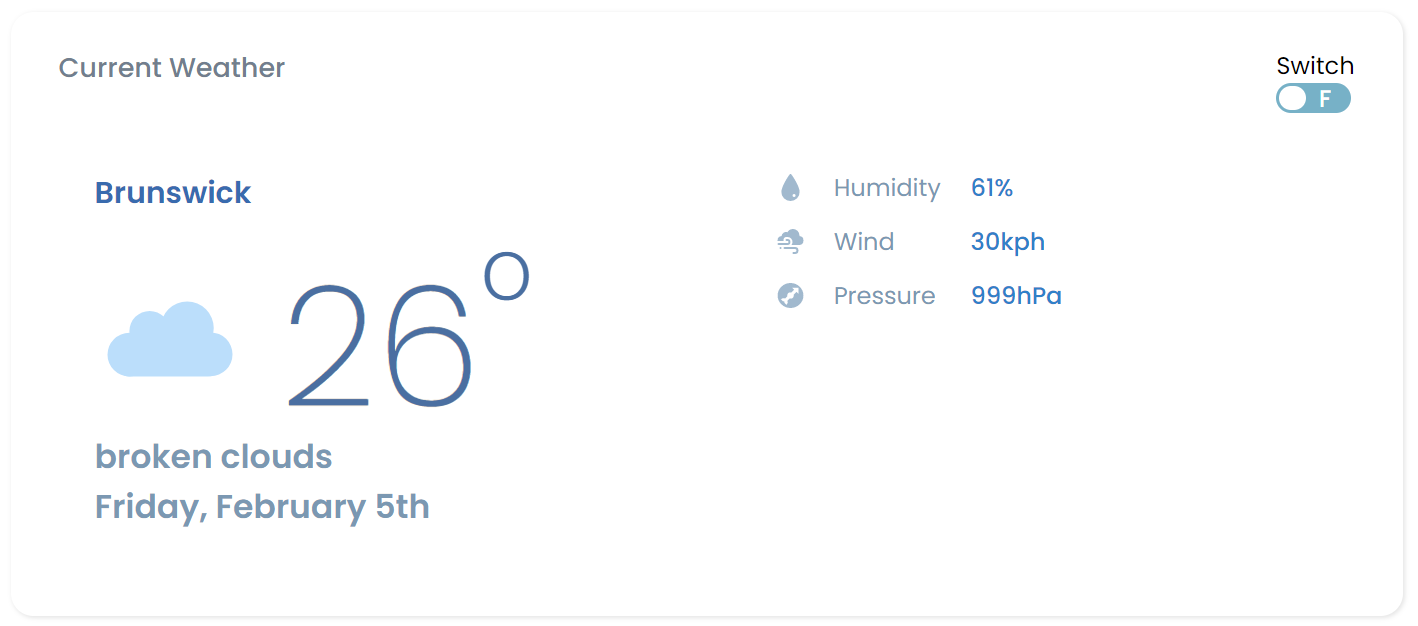 Current Weather
Switch
F
Brunswick
26°
broken clouds
Friday, February 5th
Humidity 61%
Wind 30kph
Pressure 999hPa